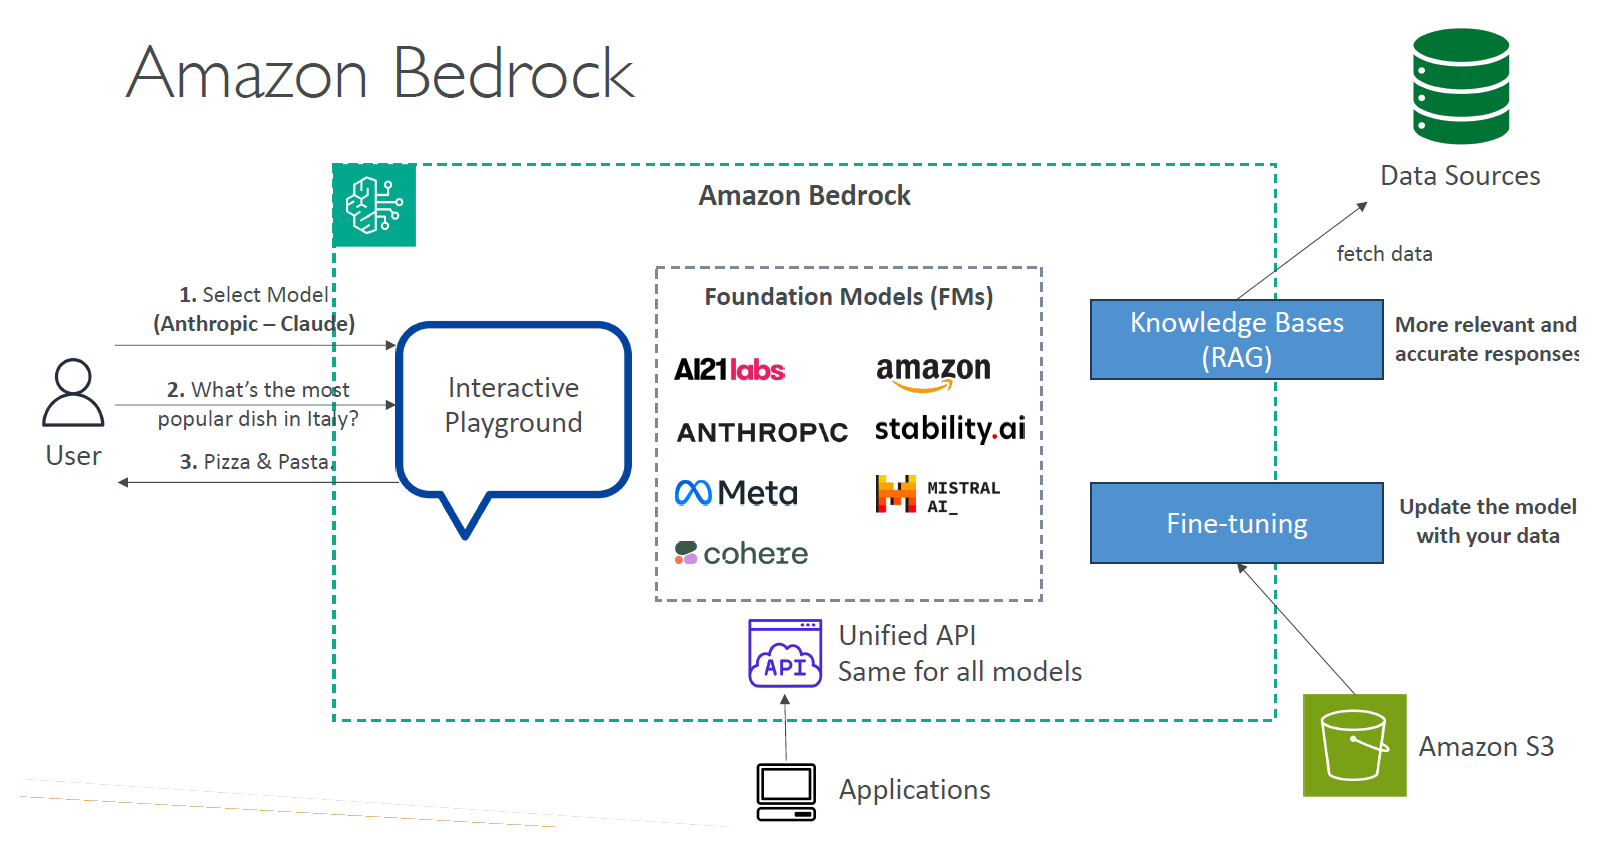 Amazon Bedrock
Data Sources
Amazon Bedrock
fetch data
1. Select Model
(Anthropic – Claude)
2. What's the most
popular dish in Italy?
3. Pizza & Pasta.
User
Interactive
Playground
Foundation Models (FMs)
AI21labs
amazon
ANTHROP\C
stability.ai
Meta
MISTRAL
AI_
cohere
Knowledge Bases
(RAG)
More relevant and
accurate responses
Fine-tuning
Update the model
with your data
API
Unified API
Same for all models
Amazon S3
Applications